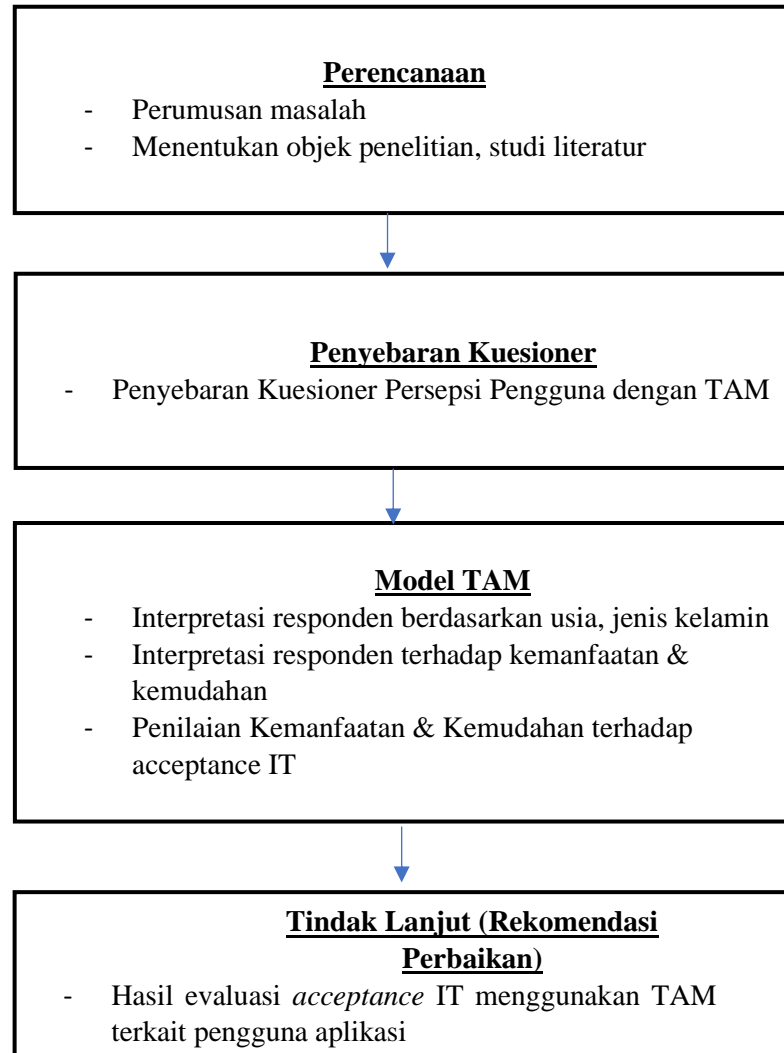 Perencanaan
- Perumusan masalah
- Menentukan objek penelitian, studi literatur
Penyebaran Kuesioner
- Penyebaran Kuesioner Persepsi Pengguna dengan TAM
Model TAM
- Interpretasi responden berdasarkan usia, jenis kelamin
- Interpretasi responden terhadap kemanfaatan &
kemudahan
- Penilaian Kemanfaatan & Kemudahan terhadap
acceptance IT
Tindak Lanjut (Rekomendasi
Perbaikan)
- Hasil evaluasi acceptance IT menggunakan TAM
terkait pengguna aplikasi